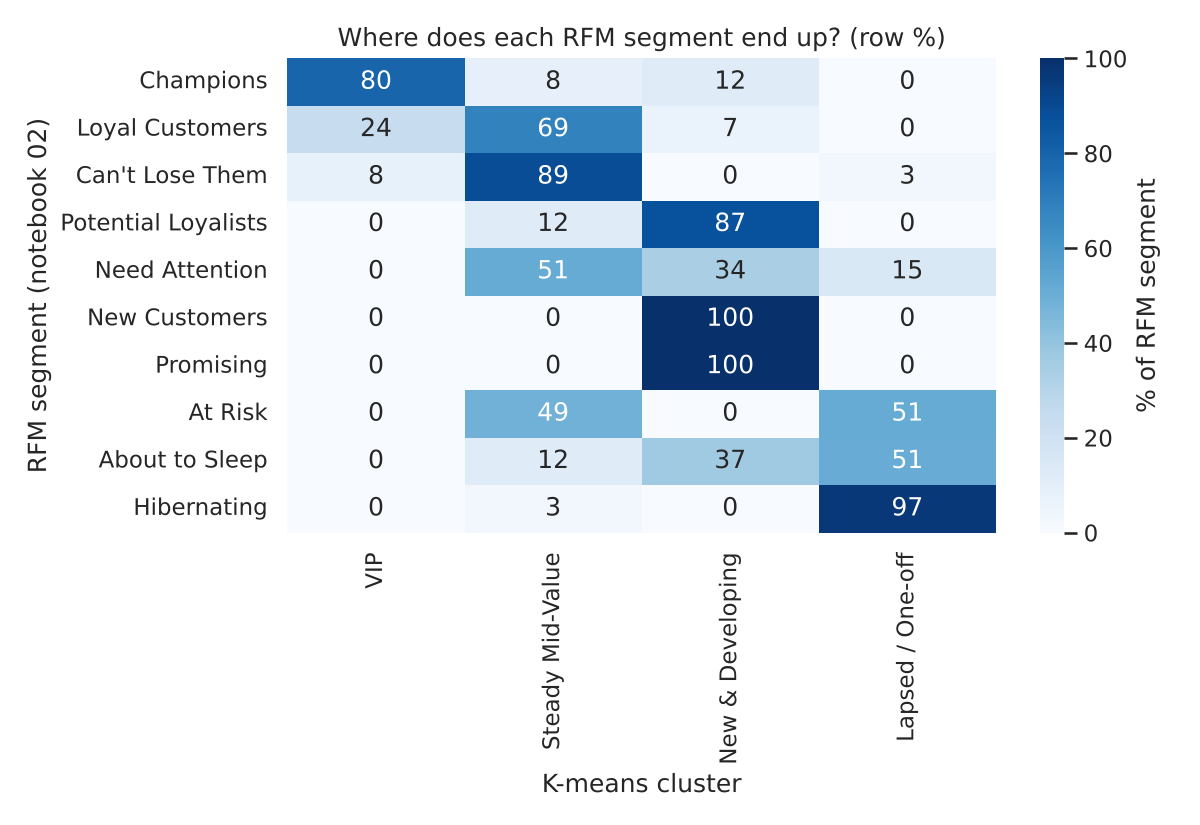 Where does each RFM segment end up? (row %)
RFM segment (notebook 02)
Champions 80 8 12 0
Loyal Customers 24 69 7 0
Can't Lose Them 8 89 0 3
Potential Loyalists 0 12 87 0
Need Attention 0 51 34 15
New Customers 0 0 100 0
Promising 0 0 100 0
At Risk 0 49 0 51
About to Sleep 0 12 37 51
Hibernating 0 3 0 97
VIP
Steady Mid-Value
New & Developing
Lapsed / One-off
K-means cluster
100
80
60
40
20
0
% of RFM segment